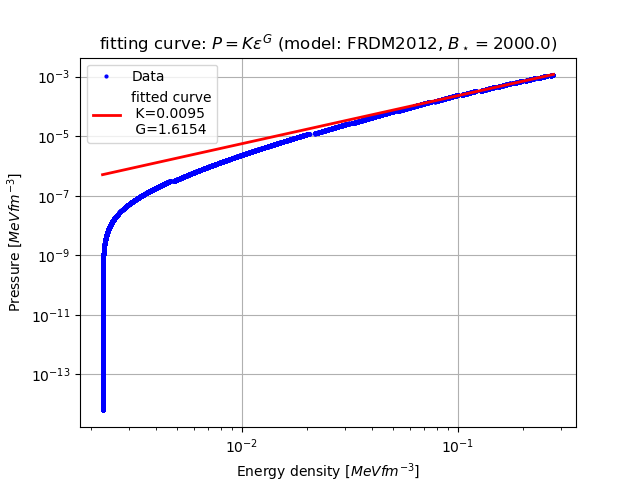 fitting curve: $P = K\epsilon^{G}$ (model: FRDM2012, $B_\star = 2000.0$)
Data
fitted curve
K=0.0095
G=1.6154
Pressure [$MeVfm^{-3}$]
$10^{-3}$
$10^{-5}$
$10^{-7}$
$10^{-9}$
$10^{-11}$
$10^{-13}$
$10^{-2}$ $10^{-1}$
Energy density [$MeVfm^{-3}$]